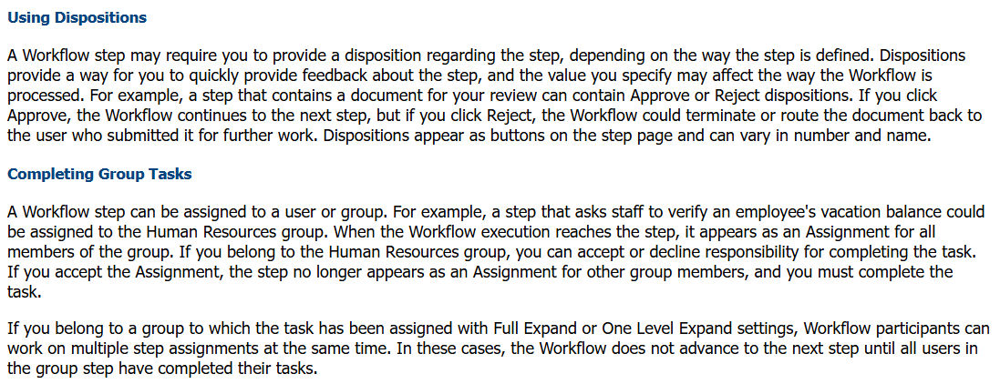 Using Dispositions
A Workflow step may require you to provide a disposition regarding the step, depending on the way the step is defined. Dispositions
provide a way for you to quickly provide feedback about the step, and the value you specify may affect the way the Workflow is
processed. For example, a step that contains a document for your review can contain Approve or Reject dispositions. If you click
Approve, the Workflow continues to the next step, but if you click Reject, the Workflow could terminate or route the document back to
the user who submitted it for further work. Dispositions appear as buttons on the step page and can vary in number and name.
Completing Group Tasks
A Workflow step can be assigned to a user or group. For example, a step that asks staff to verify an employee's vacation balance could
be assigned to the Human Resources group. When the Workflow execution reaches the step, it appears as an Assignment for all
members of the group. If you belong to the Human Resources group, you can accept or decline responsibility for completing the task.
If you accept the Assignment, the step no longer appears as an Assignment for other group members, and you must complete the
task.
If you belong to a group to which the task has been assigned with Full Expand or One Level Expand settings, Workflow participants can
work on multiple step assignments at the same time. In these cases, the Workflow does not advance to the next step until all users in
the group step have completed their tasks.